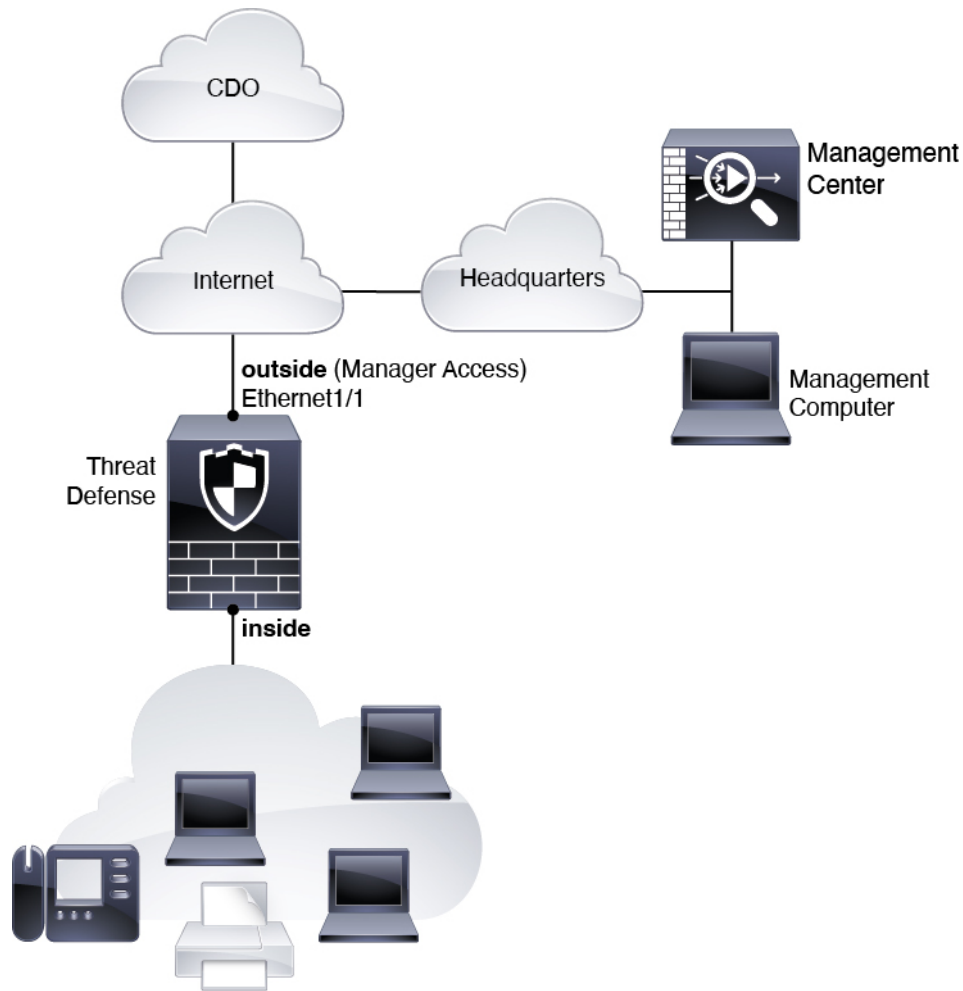 CDO
Management
Center
Internet
Headquarters
outside (Manager Access)
Ethernet1/1
Management
Computer
Threat
Defense
inside